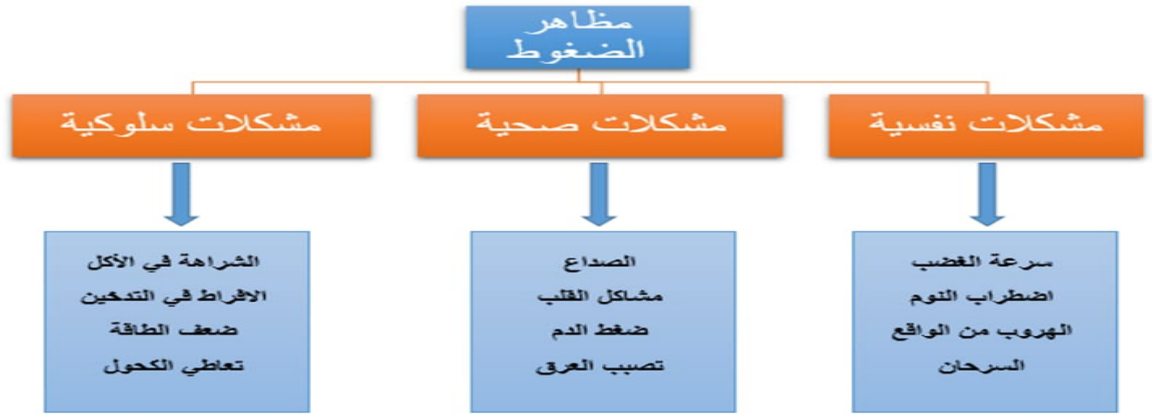 مظاهر
الضغوط
مشكلات نفسية
مشكلات صحية
مشكلات سلوكية
سرعة الغضب
اضطراب النوم
الهروب من الواقع
السرحان
الصداع
مشاكل القلب
ضغط الدم
تصبب العرق
الشراهة في الأكل
الافراط في التدخين
ضعف الطاقة
تعاطي الكحول